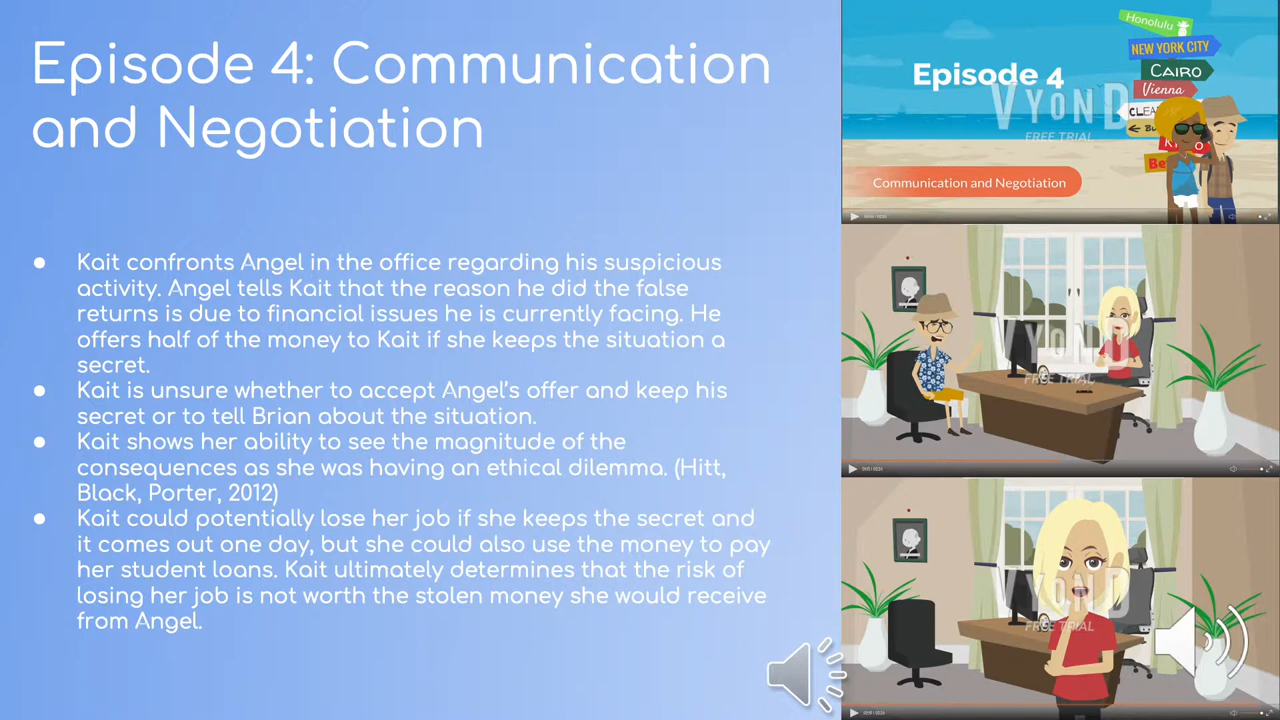 Episode 4: Communication
and Negotiation
● Kait confronts Angel in the office regarding his suspicious
activity. Angel tells Kait that the reason he did the false
returns is due to financial issues he is currently facing. He
offers half of the money to Kait if she keeps the situation a
secret.
● Kait is unsure whether to accept Angel's offer and keep his
secret or to tell Brian about the situation.
● Kait shows her ability to see the magnitude of the
consequences as she was having an ethical dilemma. (Hitt,
Black, Porter, 2012)
● Kait could potentially lose her job if she keeps the secret and
it comes out one day, but she could also use the money to pay
her student loans. Kait ultimately determines that the risk of
losing her job is not worth the stolen money she would receive
from Angel.
Honolulu
NEW YORK CITY
CAIRO
Vienna
Episode 4
VYOND
FREE TRIAL
Communication and Negotiation
VYOND
FREE TRIAL
VYOND
FREE TRIAL